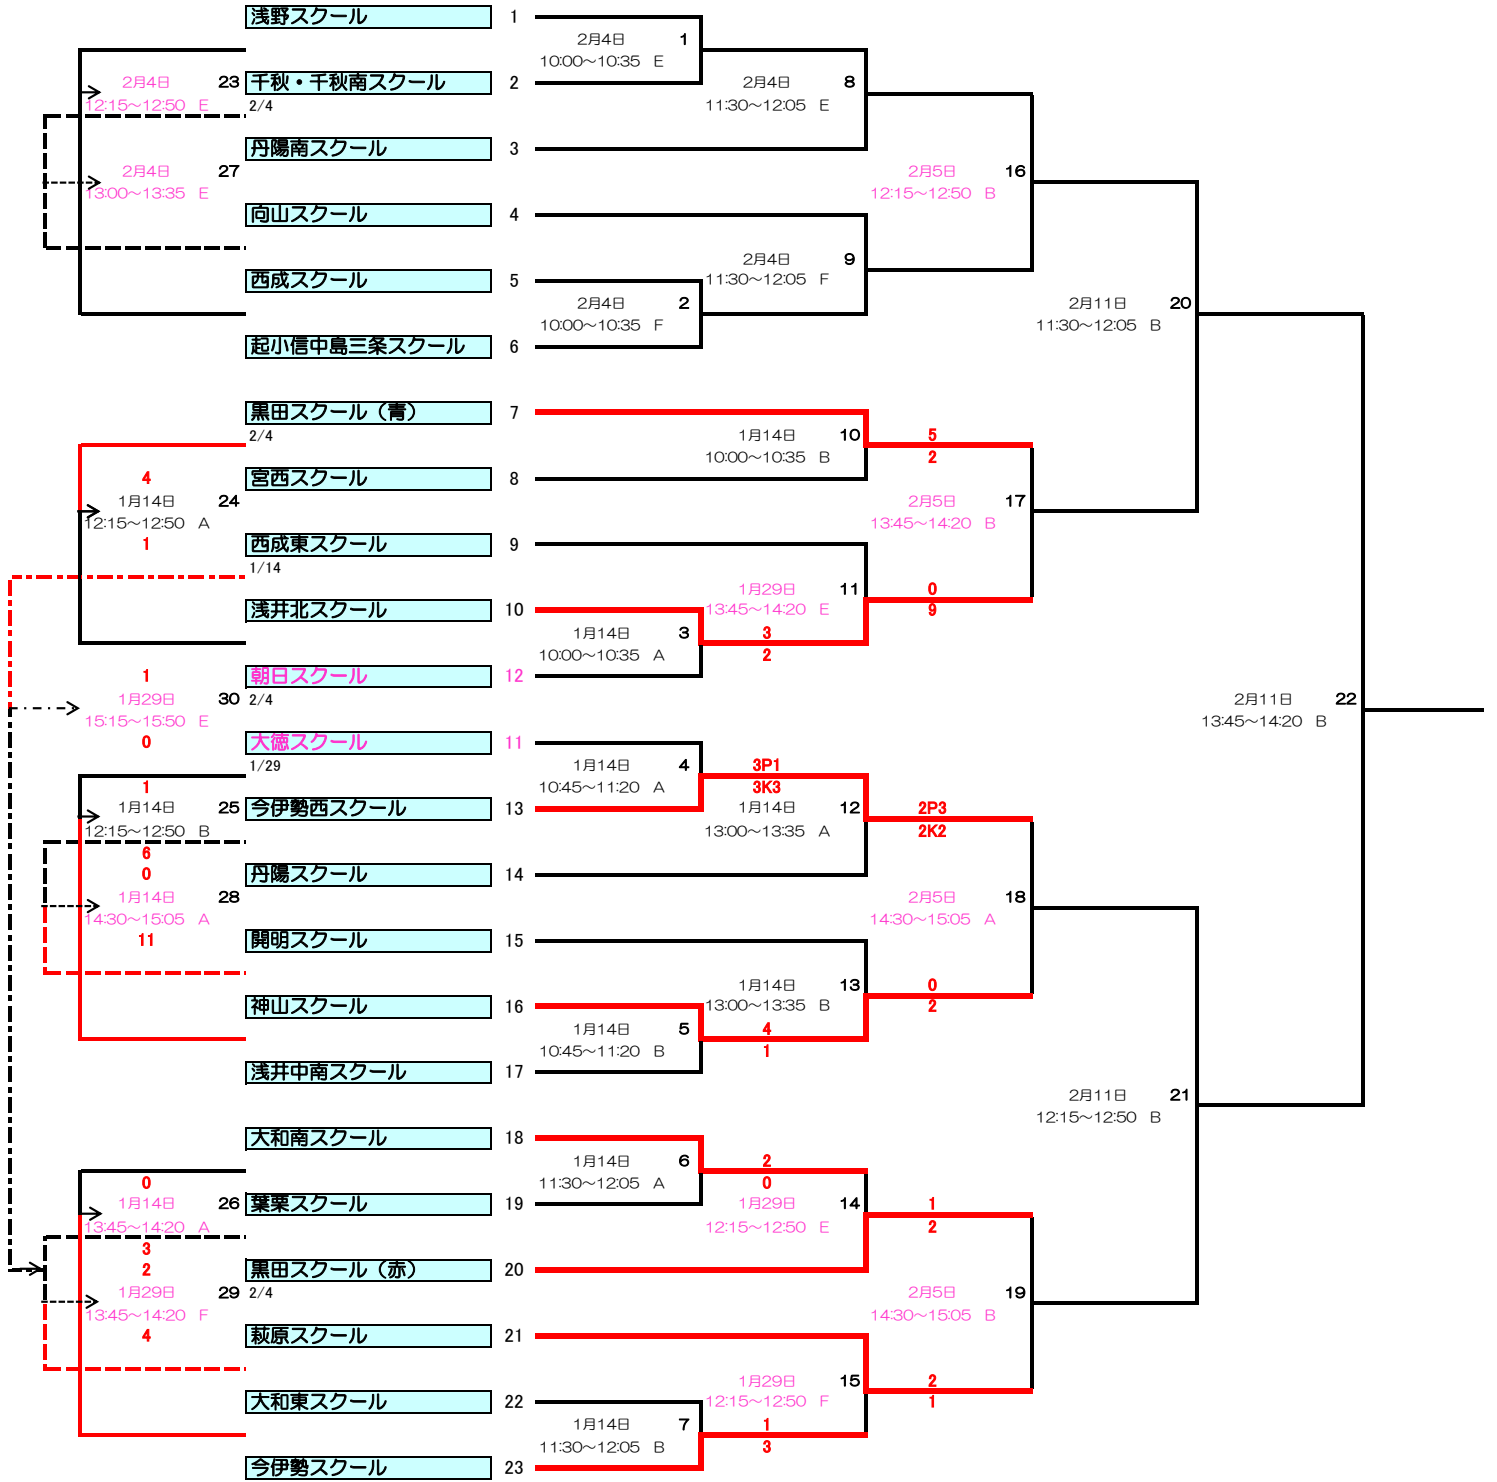 浅野スクール 1
2月4日 1
10:00～10:35 E
2月4日 23 千秋・千秋南スクール 2 2月4日 8
12:15～12:50 E 2/4 11:30～12:05 E
丹陽南スクール 3
2月4日 27 2月5日 16
13:00～13:35 E 12:15～12:50 B
向山スクール 4
2月4日 9
西成スクール 5 11:30～12:05 F
2月4日 2 2月11日 20
10:00～10:35 F 11:30～12:05 B
起小信中島三条スクール 6
黒田スクール（青） 7
2/4 1月14日 10 5
10:00～10:35 B 2
4 宮西スクール 8
1月14日 24 2月5日 17
12:15～12:50 A 13:45～14:20 B
1 西成東スクール 9
1/14
1月29日 11 0
浅井北スクール 10 13:45～14:20 E 9
1月14日 3 3
10:00～10:35 A 2
1 朝日スクール 12
1月29日 30 2/4 2月11日 22
15:15～15:50 E 13:45～14:20 B
0 大徳スクール 11
1/29 1月14日 4 3P1
1 10:45～11:20 A 3K3
1月14日 25 今伊勢西スクール 13 1月14日 12 2P3
12:15～12:50 B 13:00～13:35 A 2K2
6
0 丹陽スクール 14
1月14日 28 2月5日 18
14:30～15:05 A 14:30～15:05 A
11 開明スクール 15
1月14日 13 0
神山スクール 16 13:00～13:35 B 2
1月14日 5 4
10:45～11:20 B 1
浅井中南スクール 17
2月11日 21
12:15～12:50 B
大和南スクール 18
1月14日 6 2
0 11:30～12:05 A 0
1月14日 26 葉栗スクール 19 1月29日 14 1
13:45～14:20 A 12:15～12:50 E 2
3
2 黒田スクール（赤） 20
1月29日 29 2/4 2月5日 19
13:45～14:20 F 14:30～15:05 B
4 萩原スクール 21
1月29日 15 2
大和東スクール 22 12:15～12:50 F 1
1月14日 7 1
11:30～12:05 B 3
今伊勢スクール 23